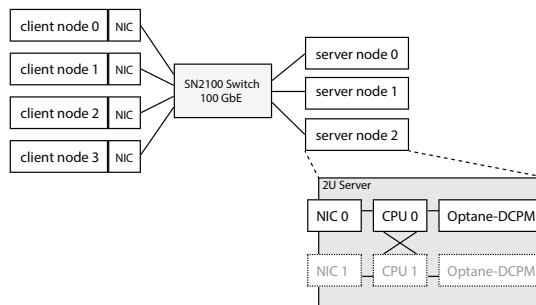 client node 0 NIC
client node 1 NIC
client node 2 NIC
client node 3 NIC
SN2100 Switch
100 GbE
server node 0
server node 1
server node 2
2U Server
NIC 0 CPU 0 Optane-DCPM
NIC 1 CPU 1 Optane-DCPM